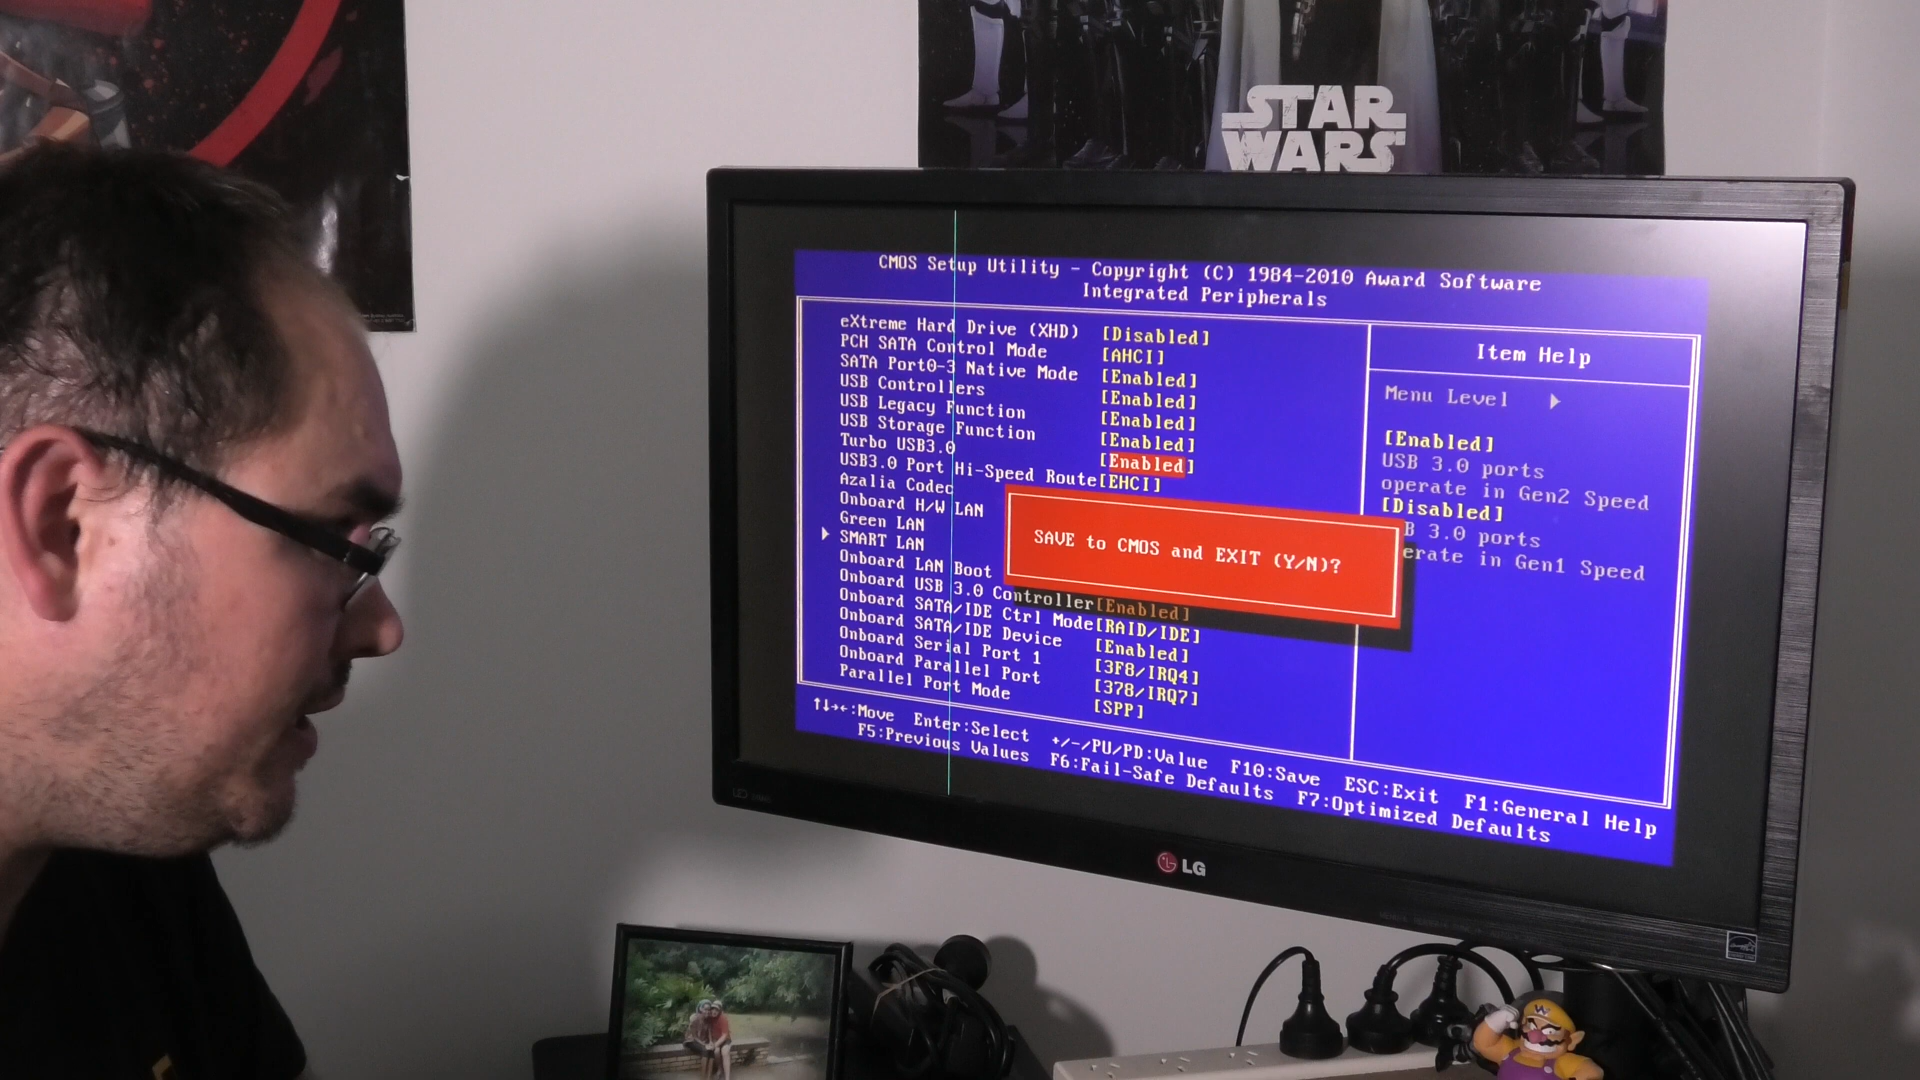 STAR
WARS
CMOS Setup Utility - Copyright (C) 1984-2010 Award Software
Integrated Peripherals
eXtreme Hard Drive (XHD) [Disabled]
PCH SATA Control Mode [AHCI]
SATA Port0-3 Native Mode [Enabled]
USB Controllers [Enabled]
USB Legacy Function [Enabled]
USB Storage Function [Enabled]
Turbo USB3.0 [Enabled]
USB3.0 Port Hi-Speed Route[EHCI]
Azalia Codec
Onboard H/W LAN
Green LAN
SMART LAN
Onboard LAN Boot
Onboard USB 3.0 Controller[Enabled]
Onboard SATA/IDE Ctrl Mode[RAID/IDE]
Onboard SATA/IDE Device [Enabled]
Onboard Serial Port 1 [3F8/IRQ4]
Onboard Parallel Port [378/IRQ7]
Parallel Port Mode [SPP]
SAVE to CMOS and EXIT (Y/N)?
Item Help
Menu Level ▶
[Enabled]
USB 3.0 ports
operate in Gen2 Speed
[Disabled]
B 3.0 ports
erate in Gen1 Speed
↑↓→←:Move Enter:Select +/-/PU/PD:Value F10:Save ESC:Exit F1:General Help
F5:Previous Values F6:Fail-Safe Defaults F7:Optimized Defaults
LG